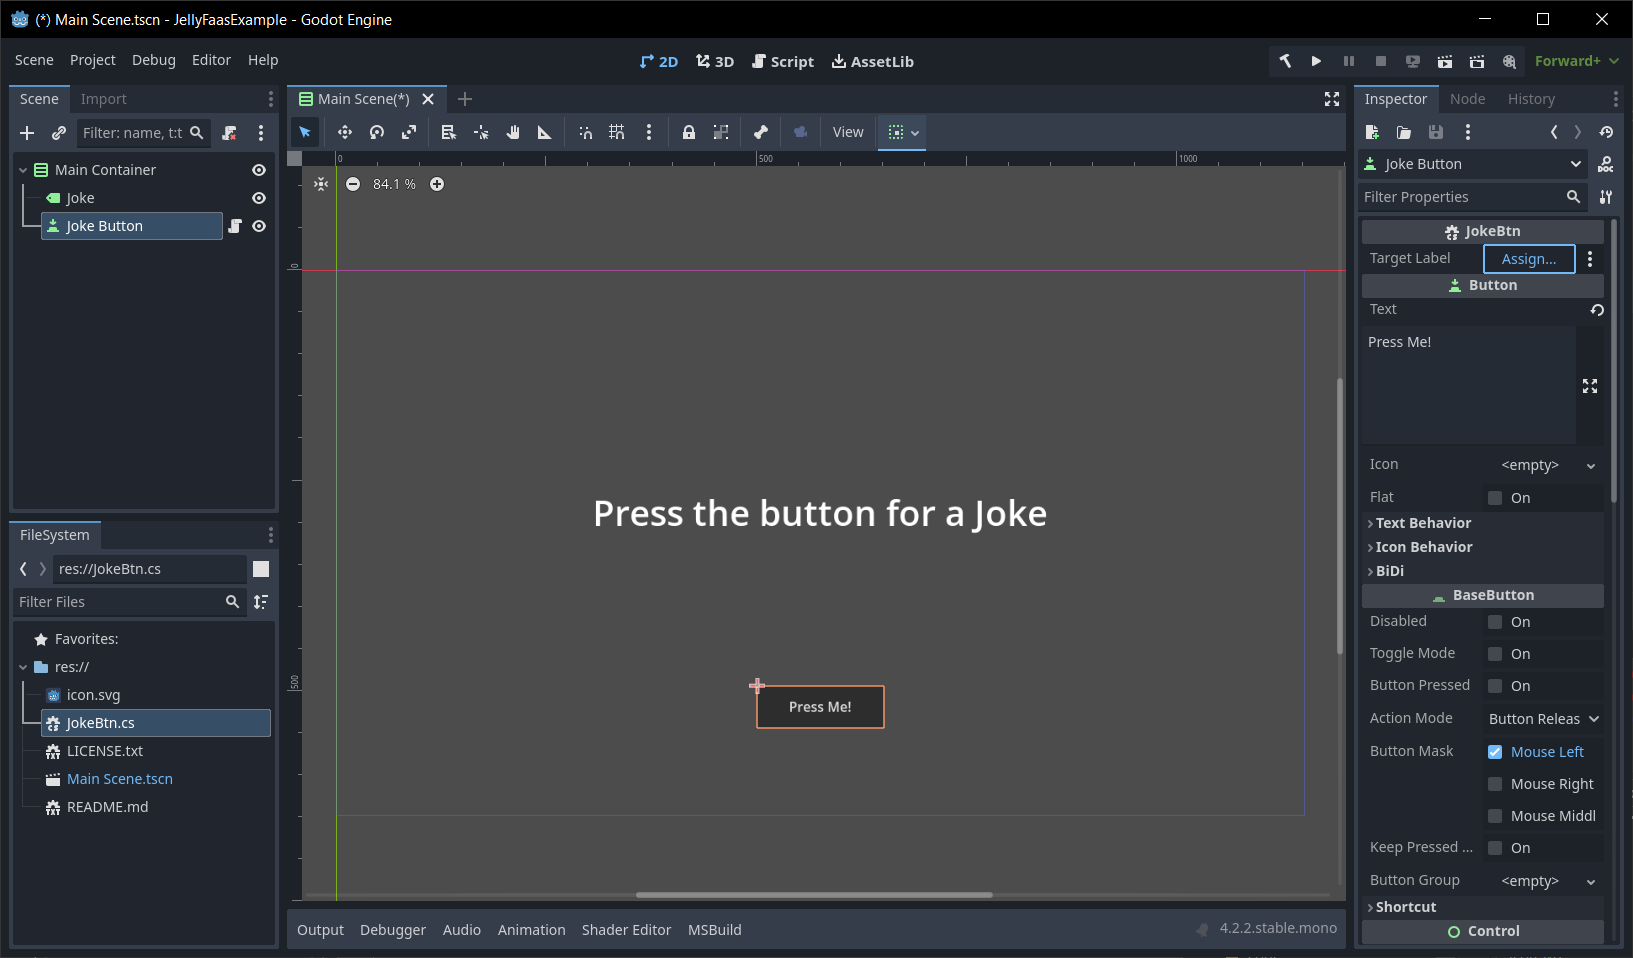 (*) Main Scene.tscn - JellyFaasExample - Godot Engine
Scene Project Debug Editor Help
2D 3D Script AssetLib
Forward+
Scene Import
Filter: name, t:t
Main Container
Joke
Joke Button
FileSystem
res://JokeBtn.cs
Filter Files
Favorites:
res://
icon.svg
JokeBtn.cs
LICENSE.txt
Main Scene.tscn
README.md
Main Scene(*)
View
0 500 1000
84.1 %
0
500
Press the button for a Joke
Press Me!
Output Debugger Audio Animation Shader Editor MSBuild
4.2.2.stable.mono
Inspector Node History
Joke Button
DOC
Filter Properties
JokeBtn
Target Label Assign...
Button
Text
Press Me!
Icon <empty>
Flat On
Text Behavior
Icon Behavior
BiDi
BaseButton
Disabled On
Toggle Mode On
Button Pressed On
Action Mode Button Releas
Button Mask Mouse Left
Mouse Right
Mouse Middl
Keep Pressed ... On
Button Group <empty>
Shortcut
Control